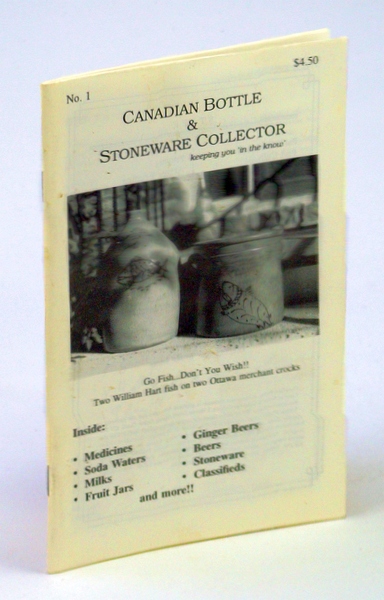 No. 1
$4.50
CANADIAN BOTTLE
&
STONEWARE COLLECTOR
keeping you 'in the know'
Go Fish...Don't You Wish!!
Two William Hart fish on two Ottawa merchant crocks
Inside:
• Medicines
• Soda Waters
• Milks
• Fruit Jars
• Ginger Beers
• Beers
• Stoneware
• Classifieds
and more!!